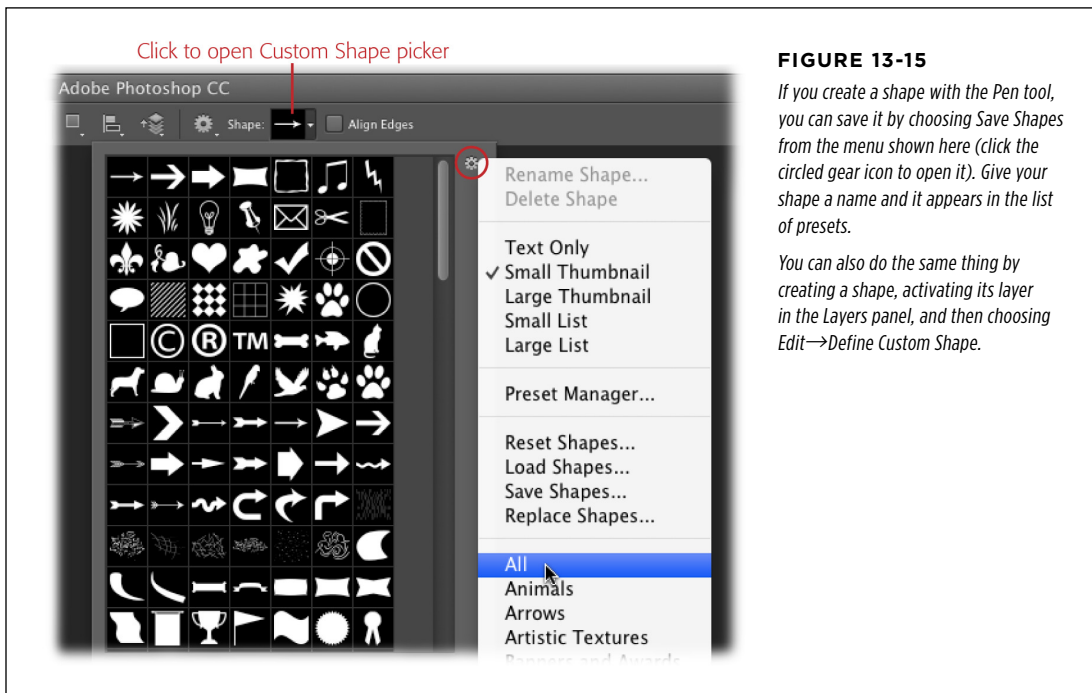 Click to open Custom Shape picker
Adobe Photoshop CC
Shape:
Align Edges
TM
Rename Shape...
Delete Shape
Text Only
✓ Small Thumbnail
Large Thumbnail
Small List
Large List
Preset Manager...
Reset Shapes...
Load Shapes...
Save Shapes...
Replace Shapes...
All
Animals
Arrows
Artistic Textures
Banners and Awards
FIGURE 13-15
If you create a shape with the Pen tool,
you can save it by choosing Save Shapes
from the menu shown here (click the
circled gear icon to open it). Give your
shape a name and it appears in the list
of presets.
You can also do the same thing by
creating a shape, activating its layer
in the Layers panel, and then choosing
Edit→Define Custom Shape.